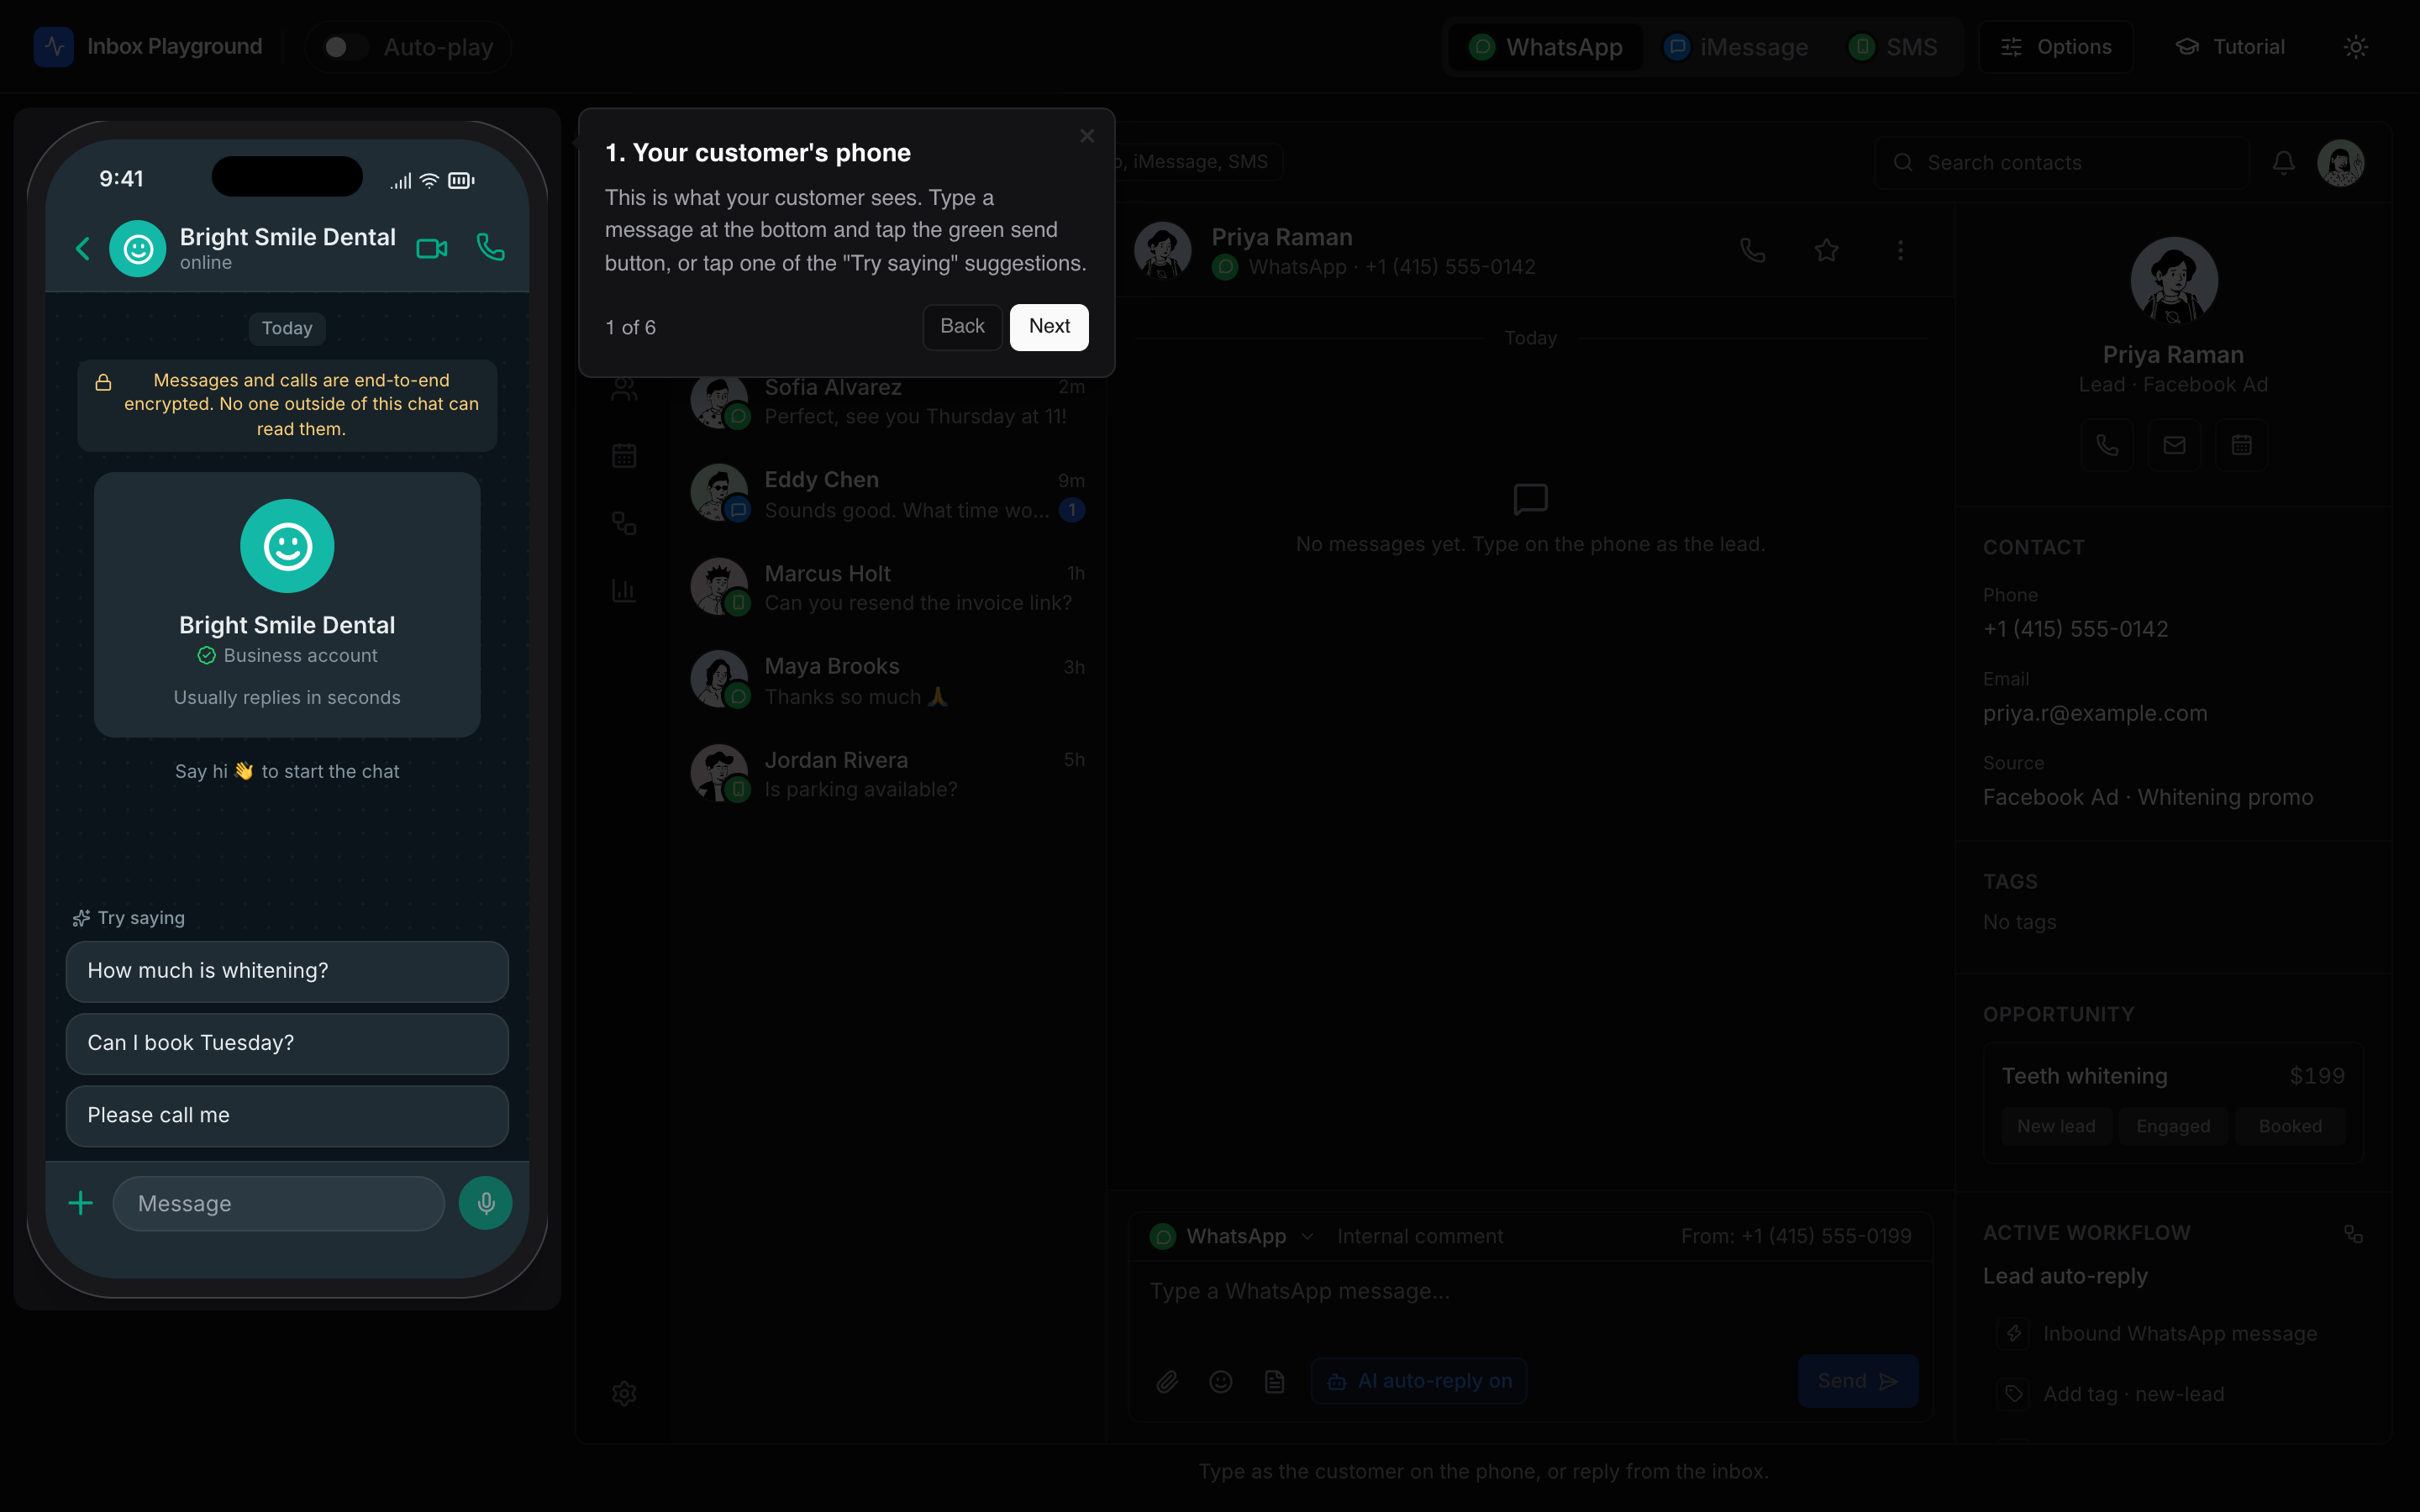 Inbox Playground
Auto-play
WhatsApp
iMessage
SMS
Options
Tutorial
9:41
Bright Smile Dental
online
Today
Messages and calls are end-to-end
encrypted. No one outside of this chat can
read them.
Bright Smile Dental
Business account
Usually replies in seconds
Say hi 👋 to start the chat
Try saying
How much is whitening?
Can I book Tuesday?
Please call me
Message
1. Your customer's phone
This is what your customer sees. Type a
message at the bottom and tap the green send
button, or tap one of the "Try saying" suggestions.
1 of 6
Back
Next
iMessage, SMS
Search contacts
Sofia Alvarez
2m
Perfect, see you Thursday at 11!
Eddy Chen
9m
Sounds good. What time wo...
1
Marcus Holt
1h
Can you resend the invoice link?
Maya Brooks
3h
Thanks so much 🙏
Jordan Rivera
5h
Is parking available?
Priya Raman
WhatsApp · +1 (415) 555-0142
Today
No messages yet. Type on the phone as the lead.
WhatsApp
Internal comment
From: +1 (415) 555-0199
Type a WhatsApp message...
AI auto-reply on
Send
Priya Raman
Lead · Facebook Ad
CONTACT
Phone
+1 (415) 555-0142
Email
priya.r@example.com
Source
Facebook Ad · Whitening promo
TAGS
No tags
OPPORTUNITY
Teeth whitening
$199
New lead
Engaged
Booked
ACTIVE WORKFLOW
Lead auto-reply
Inbound WhatsApp message
Add tag · new-lead
Type as the customer on the phone, or reply from the inbox.